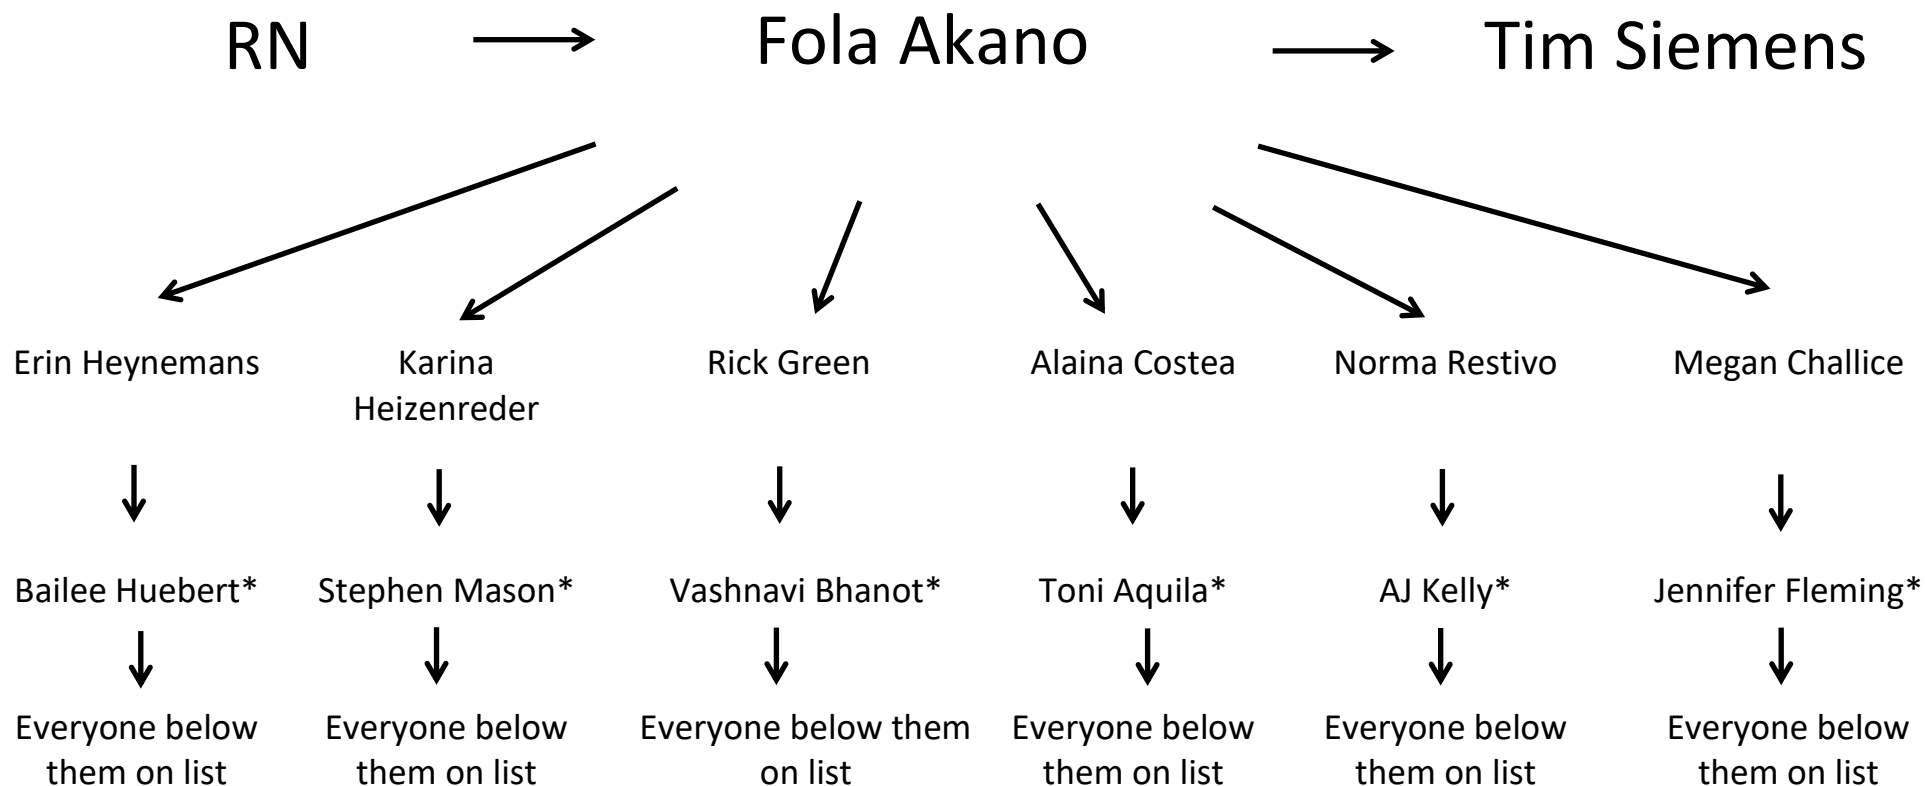 RN
Fola Akano
Tim Siemens
Erin Heynemans
Karina
Heizenreder
Rick Green
Alaina Costea
Norma Restivo
Megan Challice
Bailee Huebert*
Stephen Mason*
Vashnavi Bhanot*
Toni Aquila*
AJ Kelly*
Jennifer Fleming*
Everyone below
them on list
Everyone below
them on list
Everyone below them
on list
Everyone below
them on list
Everyone below
them on list
Everyone below
them on list